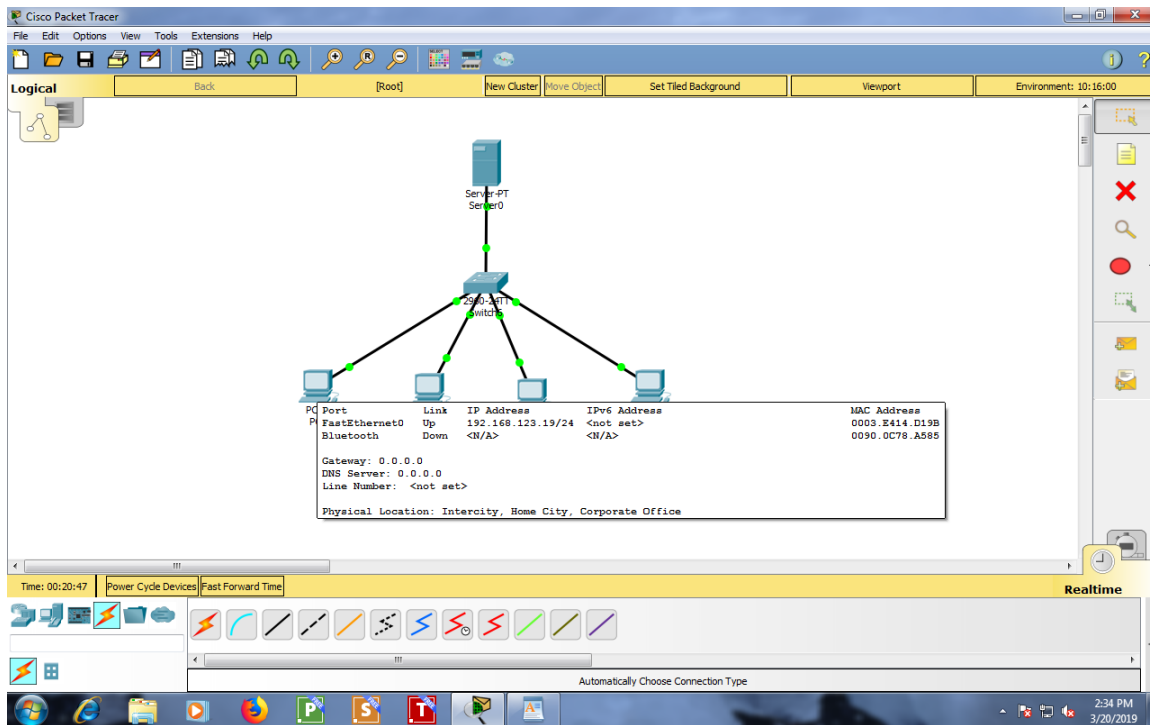 Cisco Packet Tracer
File Edit Options View Tools Extensions Help
Logical Back [Root] New Cluster Move Object Set Tiled Background Viewport Environment: 10:16:00
Server-PT
Server0
2960-24TT
Switch6
Port Link IP Address IPv6 Address MAC Address
FastEthernet0 Up 192.168.123.19/24 <not set> 0003.E414.D19B
Bluetooth Down <N/A> <N/A> 0090.0C78.A585
Gateway: 0.0.0.0
DNS Server: 0.0.0.0
Line Number: <not set>
Physical Location: Intercity, Home City, Corporate Office
Time: 00:20:47 Power Cycle Devices Fast Forward Time Realtime
Automatically Choose Connection Type
2:34 PM
3/20/2019